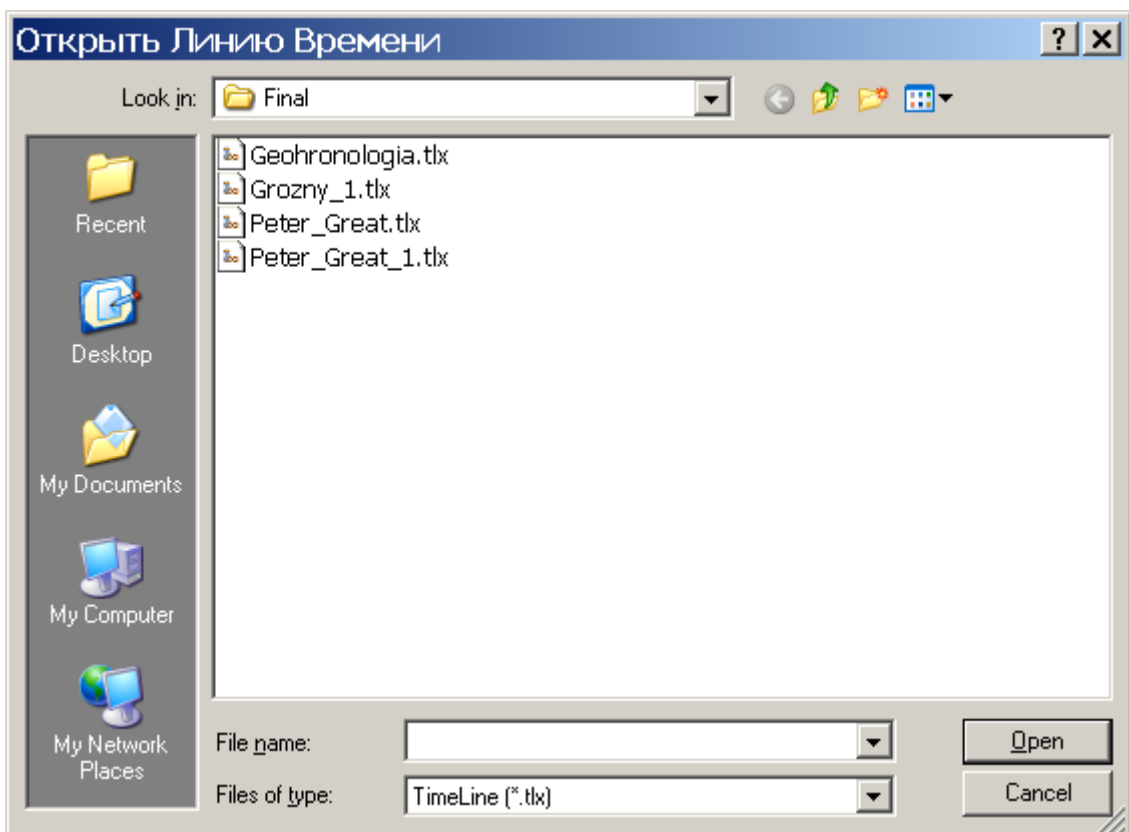 Открыть Линию Времени
Look in:
Final
Geohronologia.tlx
Grozny_1.tlx
Peter_Great.tlx
Peter_Great_1.tlx
Recent
Desktop
My Documents
My Computer
My Network
Places
File name:
Open
Files of type:
TimeLine (*.tlx)
Cancel